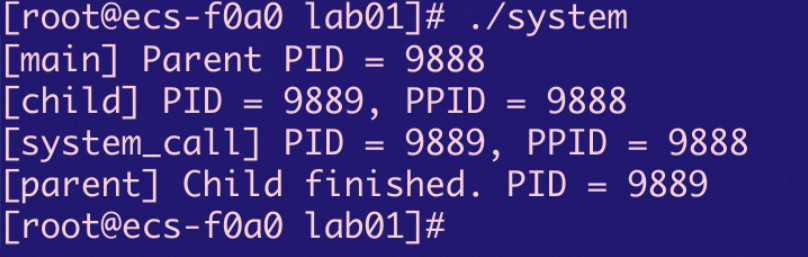 [root@ecs-f0a0 lab01]# ./system
[main] Parent PID = 9888
[child] PID = 9889, PPID = 9888
[system_call] PID = 9889, PPID = 9888
[parent] Child finished. PID = 9889
[root@ecs-f0a0 lab01]#